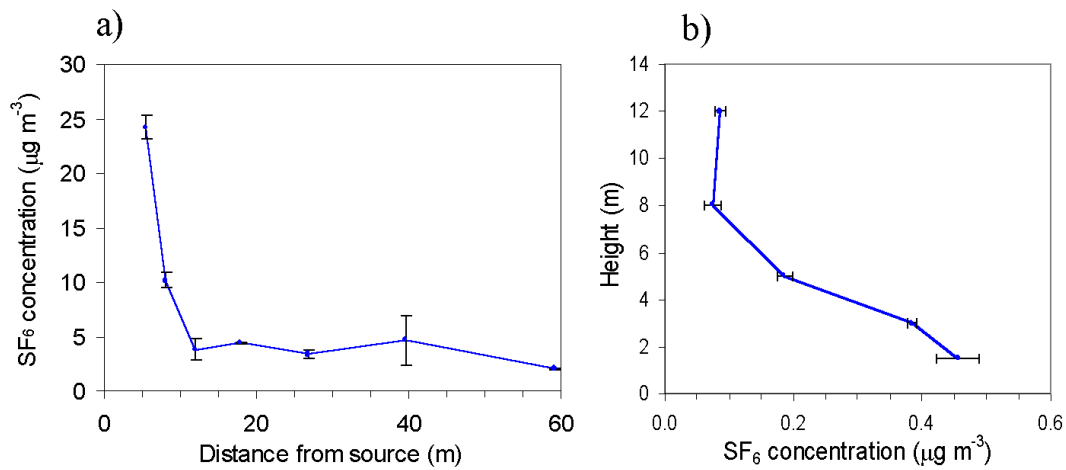 a)
SF₆ concentration (μg m⁻³)
30
25
20
15
10
5
0
0 20 40 60
Distance from source (m)
b)
Height (m)
14
12
10
8
6
4
2
0
0.0 0.2 0.4 0.6
SF₆ concentration (μg m⁻³)